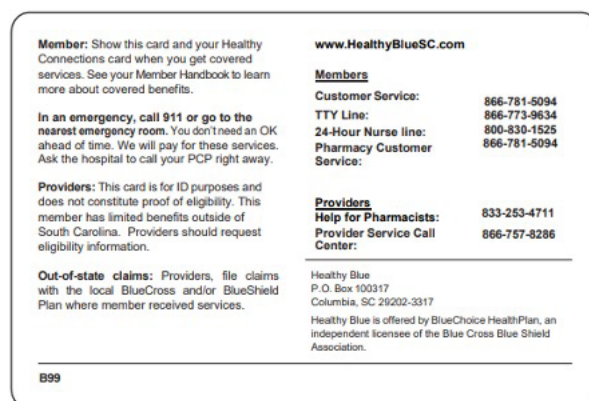 Member: Show this card and your Healthy
Connections card when you get covered
services. See your Member Handbook to learn
more about covered benefits.
In an emergency, call 911 or go to the
nearest emergency room. You don't need an OK
ahead of time. We will pay for these services.
Ask the hospital to call your PCP right away.
Providers: This card is for ID purposes and
does not constitute proof of eligibility. This
member has limited benefits outside of
South Carolina. Providers should request
eligibility information.
Out-of-state claims: Providers, file claims
with the local BlueCross and/or BlueShield
Plan where member received services.
www.HealthyBlueSC.com
Members
Customer Service: 866-781-5094
TTY Line: 866-773-9634
24-Hour Nurse line: 800-830-1525
Pharmacy Customer 866-781-5094
Service:
Providers
Help for Pharmacists: 833-253-4711
Provider Service Call 866-757-8286
Center:
Healthy Blue
P.O. Box 100317
Columbia, SC 29202-3317
Healthy Blue is offered by BlueChoice HealthPlan, an
independent licensee of the Blue Cross Blue Shield
Association.
B99